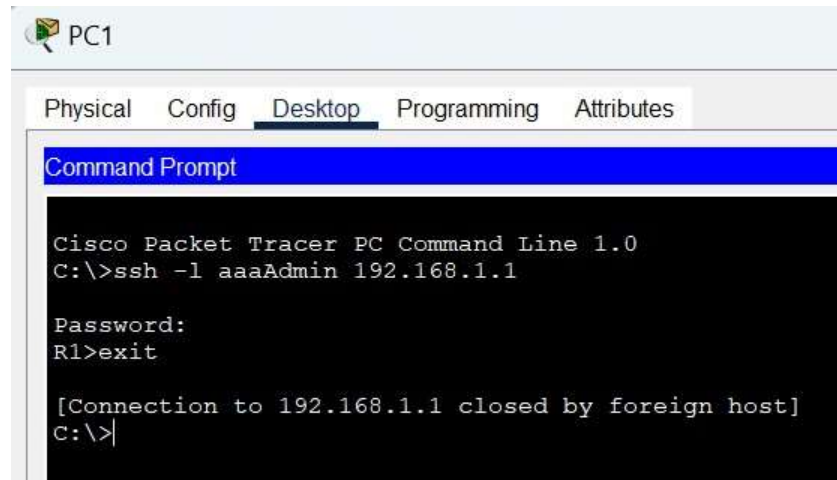 PC1
Physical Config Desktop Programming Attributes
Command Prompt
Cisco Packet Tracer PC Command Line 1.0
C:\>ssh -l aaaAdmin 192.168.1.1
Password:
R1>exit
[Connection to 192.168.1.1 closed by foreign host]
C:\>